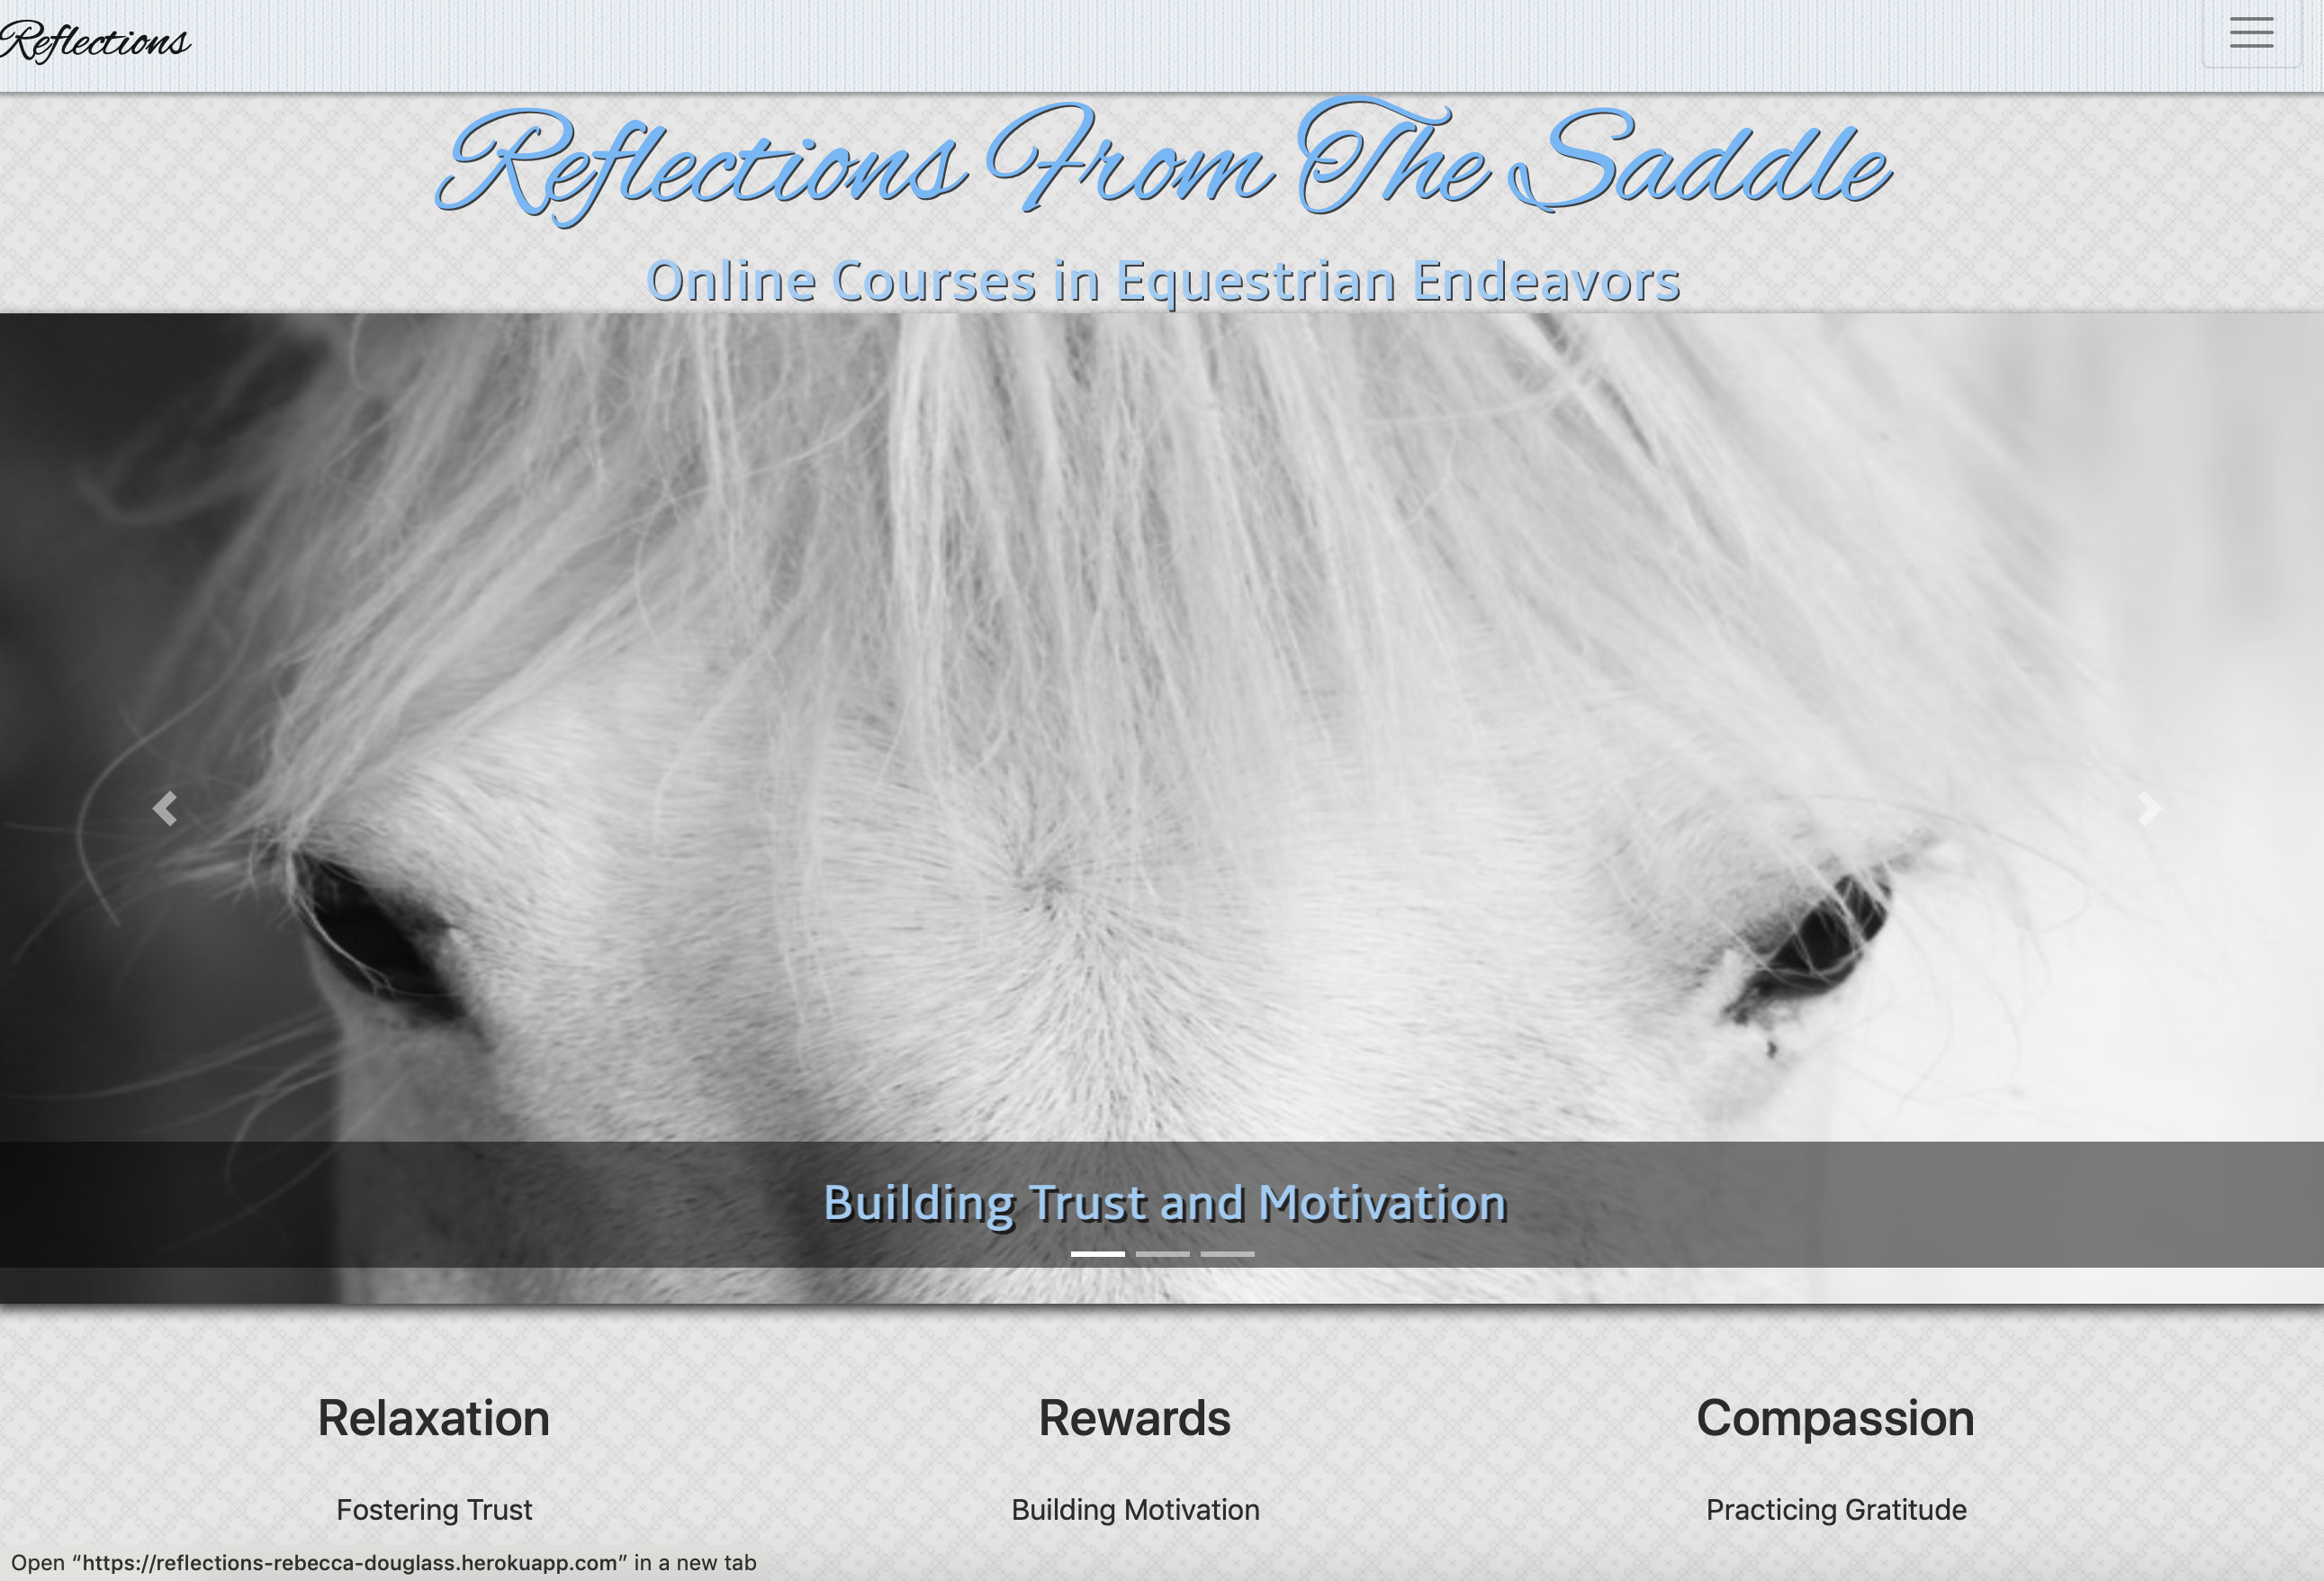 Reflections
Reflections From The Saddle
Online Courses in Equestrian Endeavors
Building Trust and Motivation
Relaxation
Rewards
Compassion
Fostering Trust
Building Motivation
Practicing Gratitude
Open “https://reflections-rebecca-douglass.herokuapp.com” in a new tab